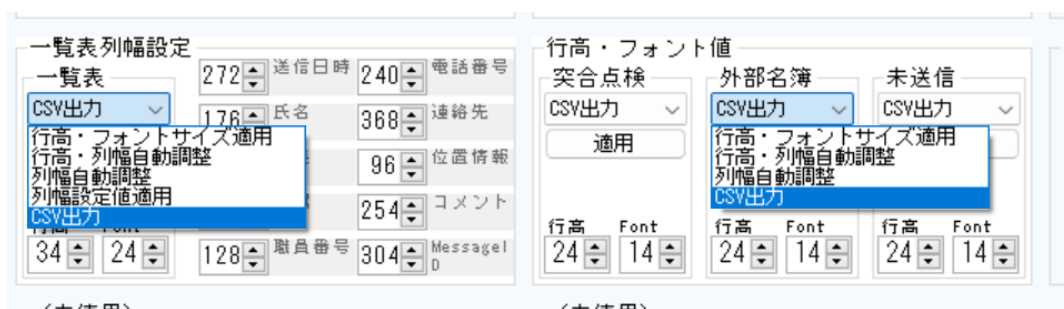 一覧表列幅設定
一覧表
CSV出力
行高・フォントサイズ適用
行高・列幅自動調整
列幅自動調整
列幅設定値適用
CSV出力
34 24
272 送信日時 240 電話番号
176 氏名 368 連絡先
96 位置情報
254 コメント
128 職員番号 304 MessageI
D
行高・フォント値
突合点検 外部名簿 未送信
CSV出力 CSV出力 CSV出力
適用
行高・フォントサイズ適用
行高・列幅自動調整
列幅自動調整
CSV出力
行高 Font 行高 Font 行高 Font
24 14 24 14 24 14